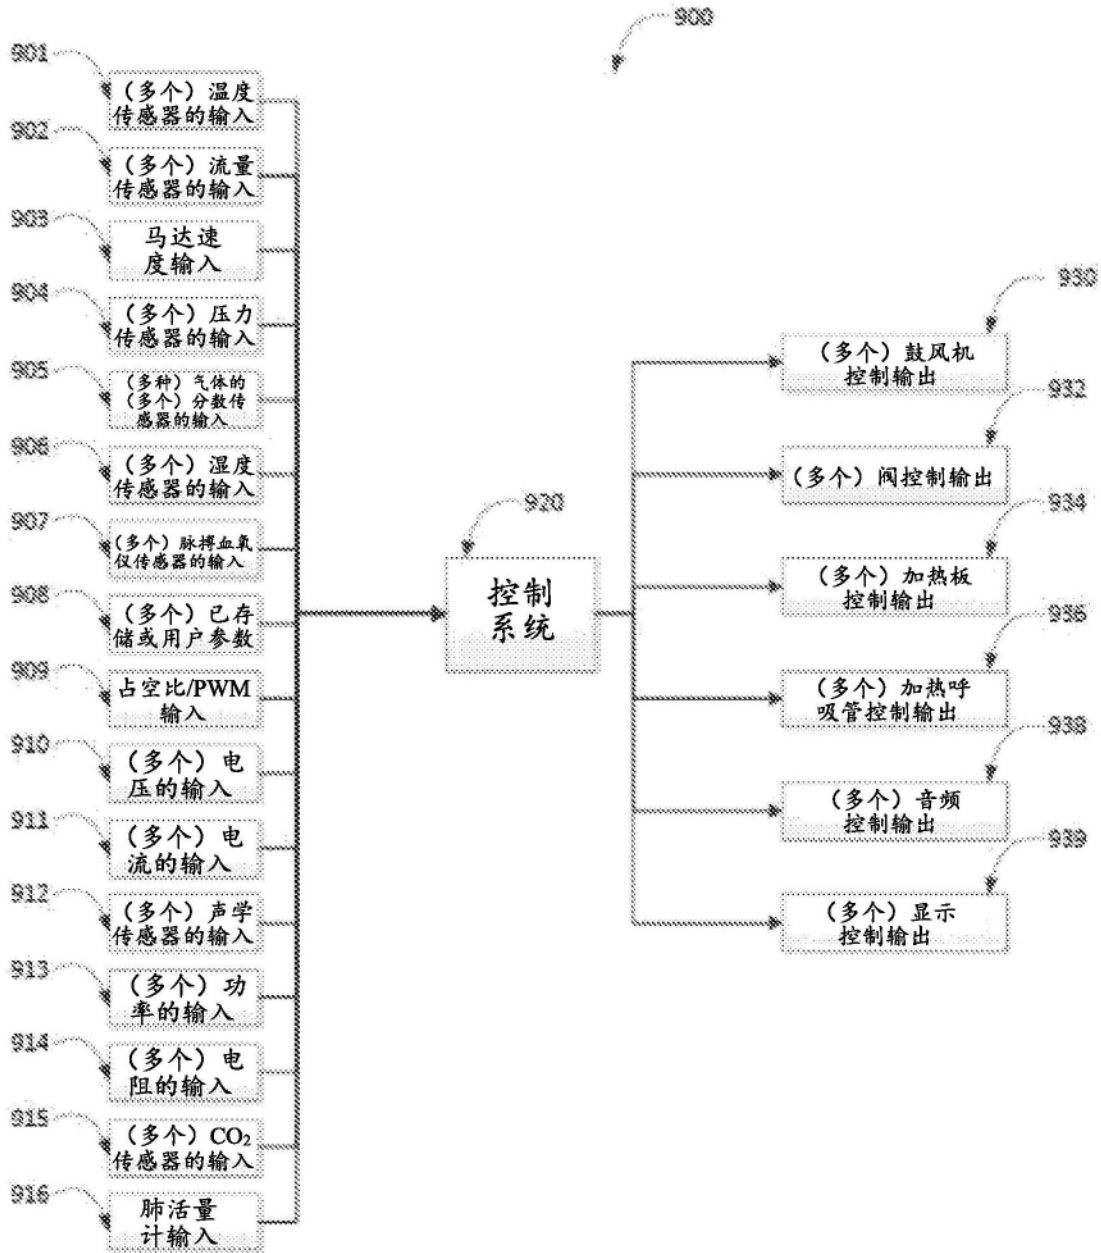 900
901
（多个）温度
传感器的输入
902
（多个）流量
传感器的输入
903
马达速
度输入
904
（多个）压力
传感器的输入
905
（多种）气体的
（多个）分数传
感器的输入
906
（多个）湿度
传感器的输入
907
（多个）脉搏血氧
仪传感器的输入
908
（多个）已存
储或用户参数
909
占空比/PWM
输入
910
（多个）电
压的输入
911
（多个）电
流的输入
912
（多个）声学
传感器的输入
913
（多个）功
率的输入
914
（多个）电
阻的输入
915
（多个）CO₂
传感器的输入
916
肺活量
计输入
920
控制
系统
930
（多个）鼓风机
控制输出
932
（多个）阀控制输出
934
（多个）加热板
控制输出
936
（多个）加热呼
吸管控制输出
938
（多个）音频
控制输出
939
（多个）显示
控制输出